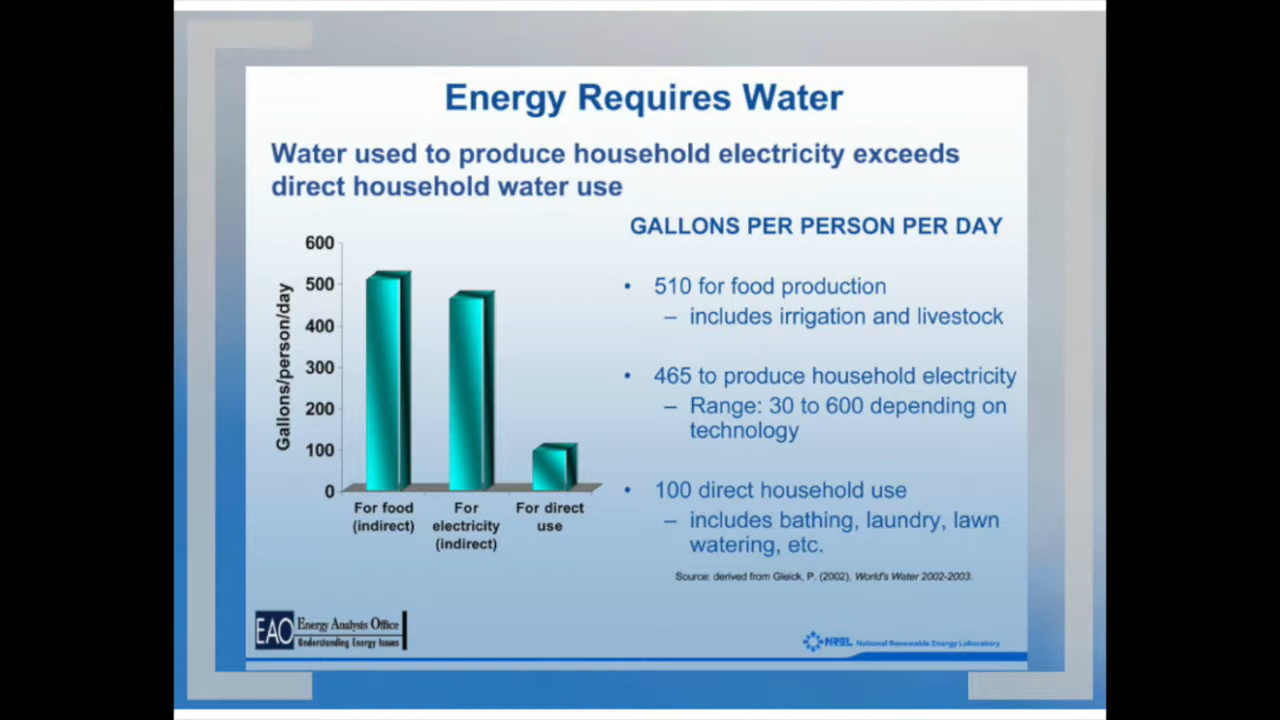 Energy Requires Water
Water used to produce household electricity exceeds
direct household water use
GALLONS PER PERSON PER DAY
Gallons/person/day
600
500
400
300
200
100
0
For food
(indirect)
For
electricity
(indirect)
For direct
use
• 510 for food production
– includes irrigation and livestock
• 465 to produce household electricity
– Range: 30 to 600 depending on
technology
• 100 direct household use
– includes bathing, laundry, lawn
watering, etc.
Source: derived from Gleick, P. (2002), World's Water 2002-2003.
EAO Energy Analysis Office
Understanding Energy Issues
NREL National Renewable Energy Laboratory